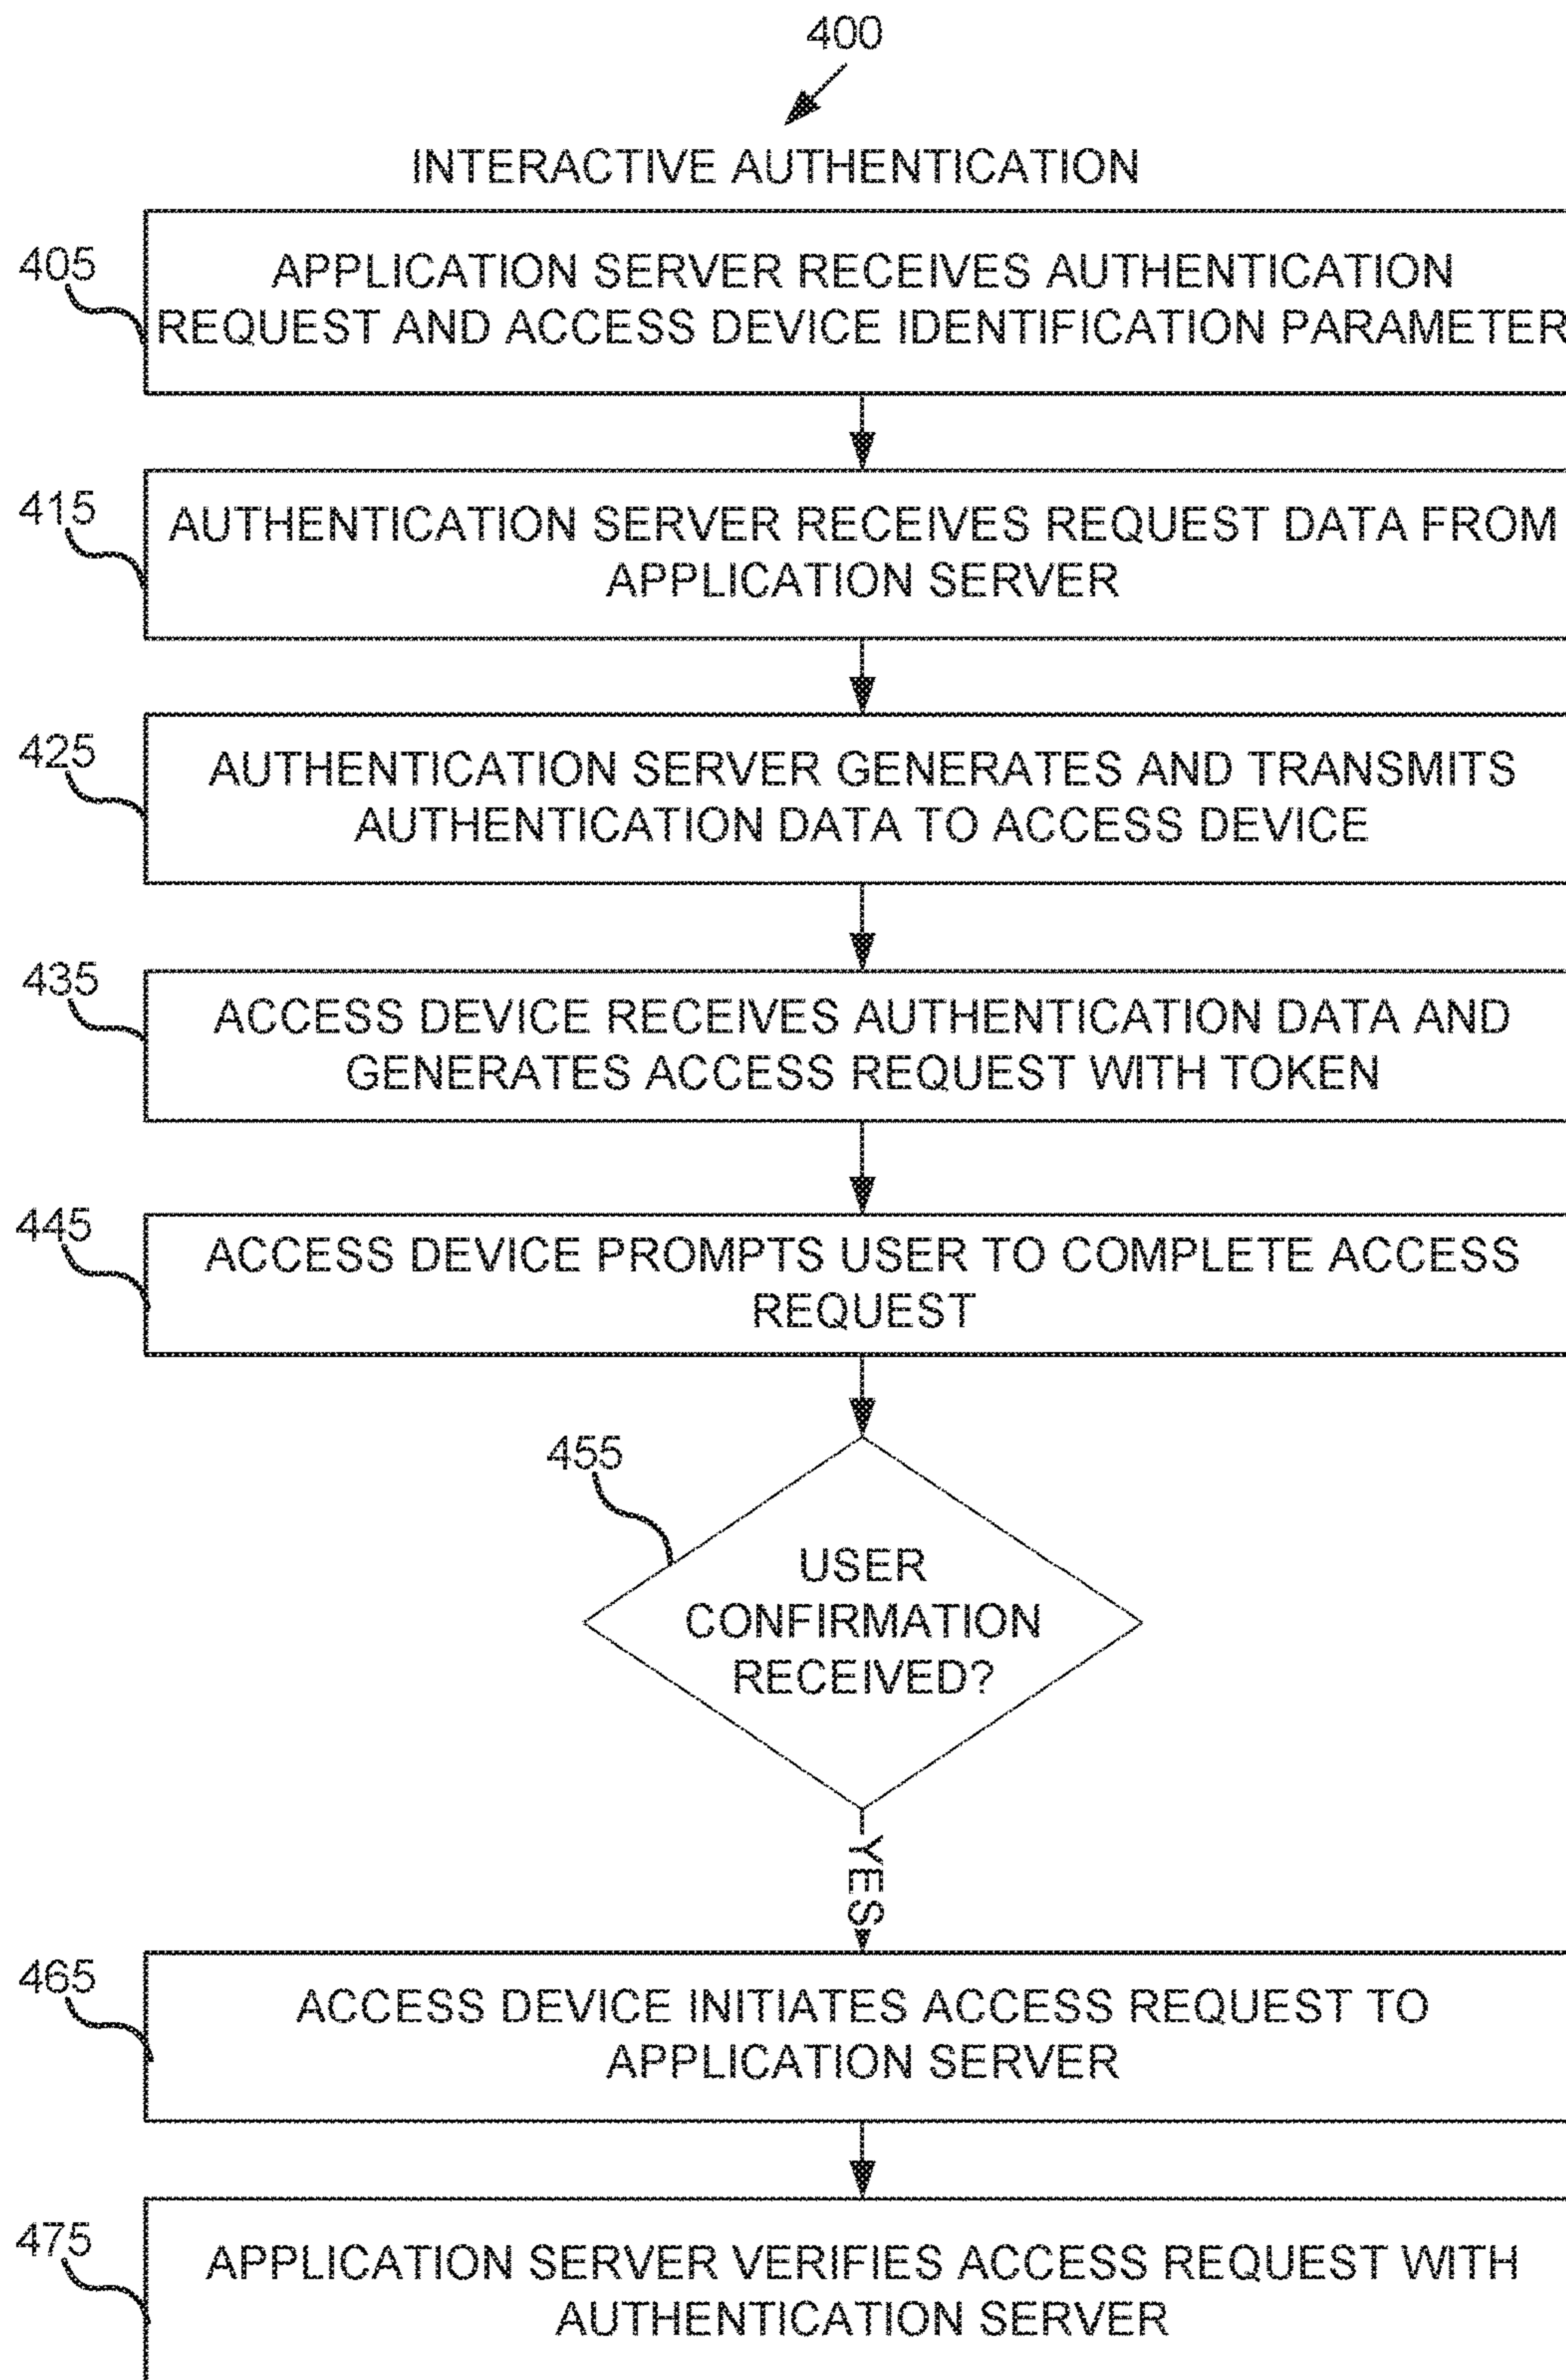 400
INTERACTIVE AUTHENTICATION
405
APPLICATION SERVER RECEIVES AUTHENTICATION
REQUEST AND ACCESS DEVICE IDENTIFICATION PARAMETER
415
AUTHENTICATION SERVER RECEIVES REQUEST DATA FROM
APPLICATION SERVER
425
AUTHENTICATION SERVER GENERATES AND TRANSMITS
AUTHENTICATION DATA TO ACCESS DEVICE
435
ACCESS DEVICE RECEIVES AUTHENTICATION DATA AND
GENERATES ACCESS REQUEST WITH TOKEN
445
ACCESS DEVICE PROMPTS USER TO COMPLETE ACCESS
REQUEST
455
USER
CONFIRMATION
RECEIVED?
YES
465
ACCESS DEVICE INITIATES ACCESS REQUEST TO
APPLICATION SERVER
475
APPLICATION SERVER VERIFIES ACCESS REQUEST WITH
AUTHENTICATION SERVER